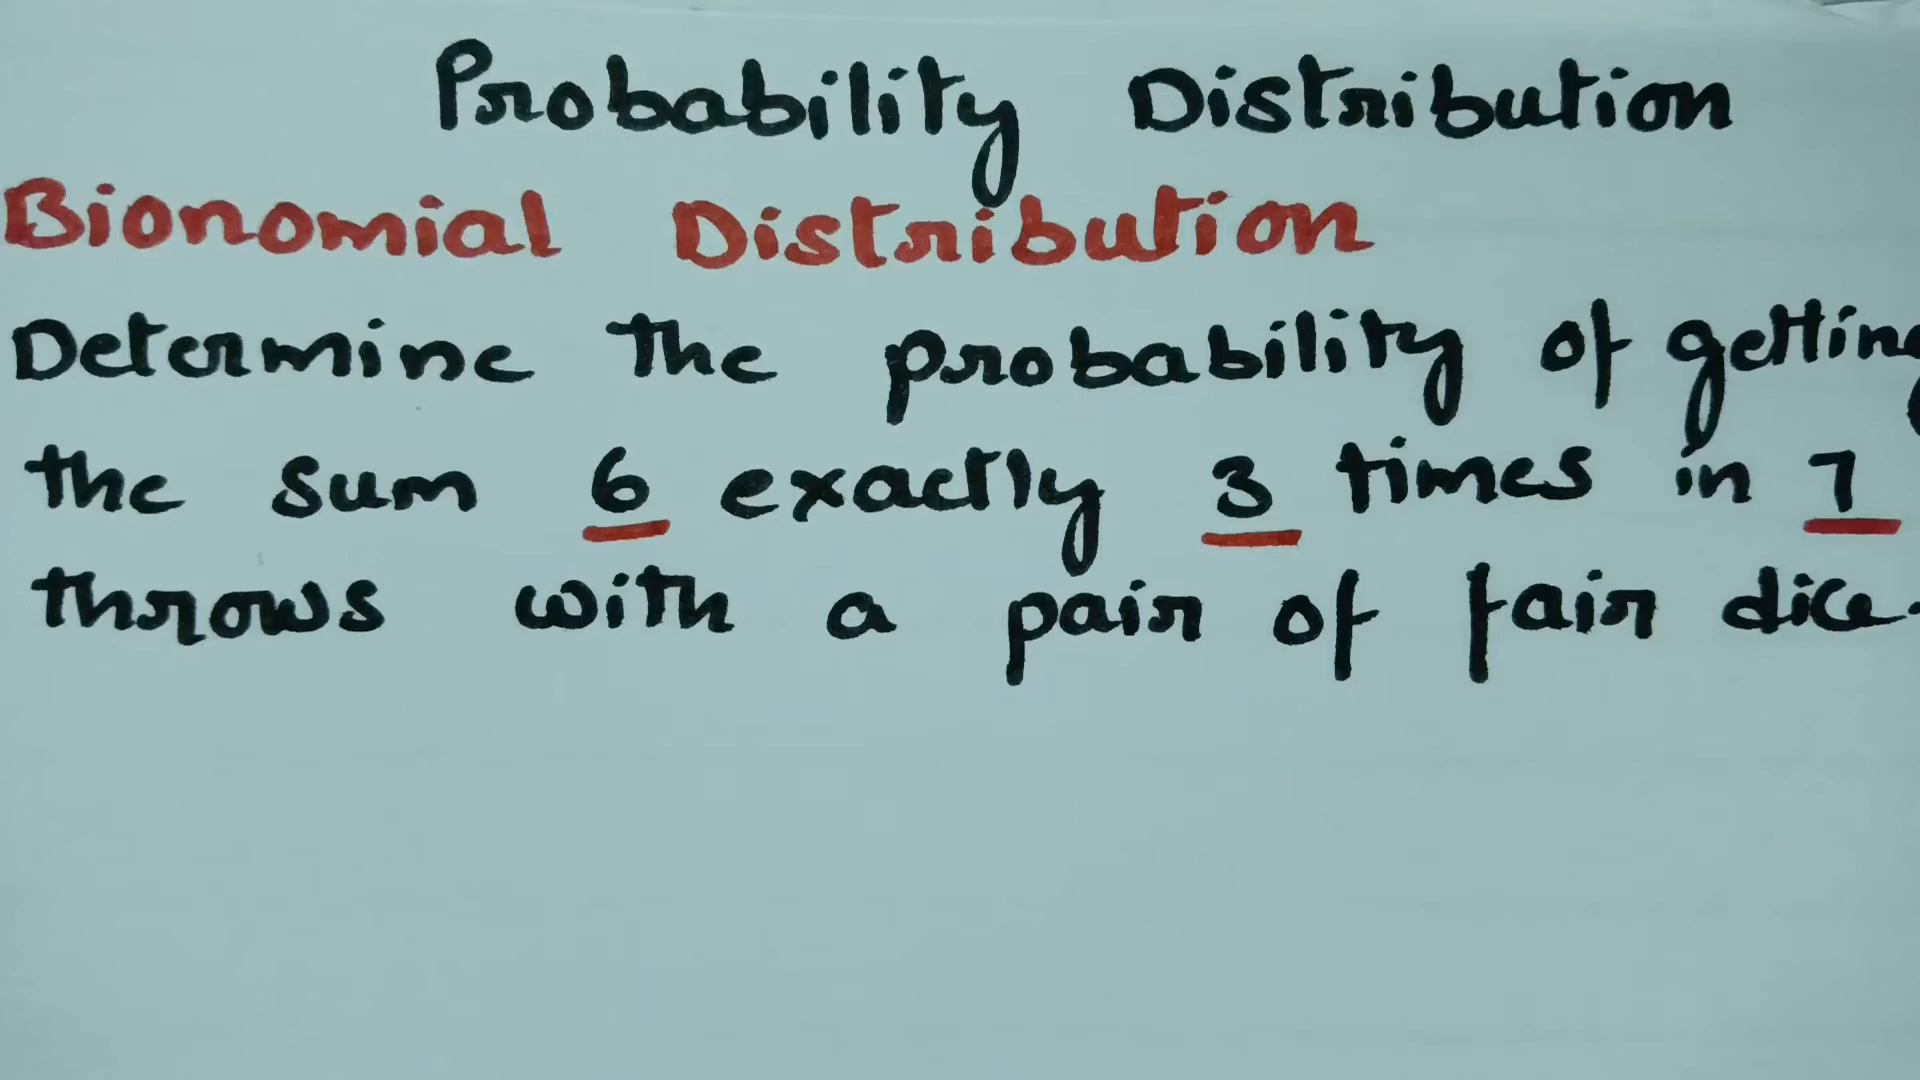 Probability Distribution
Bionomial Distribution
Determine the probability of getting
the sum 6 exactly 3 times in 7
throws with a pair of fair dice.